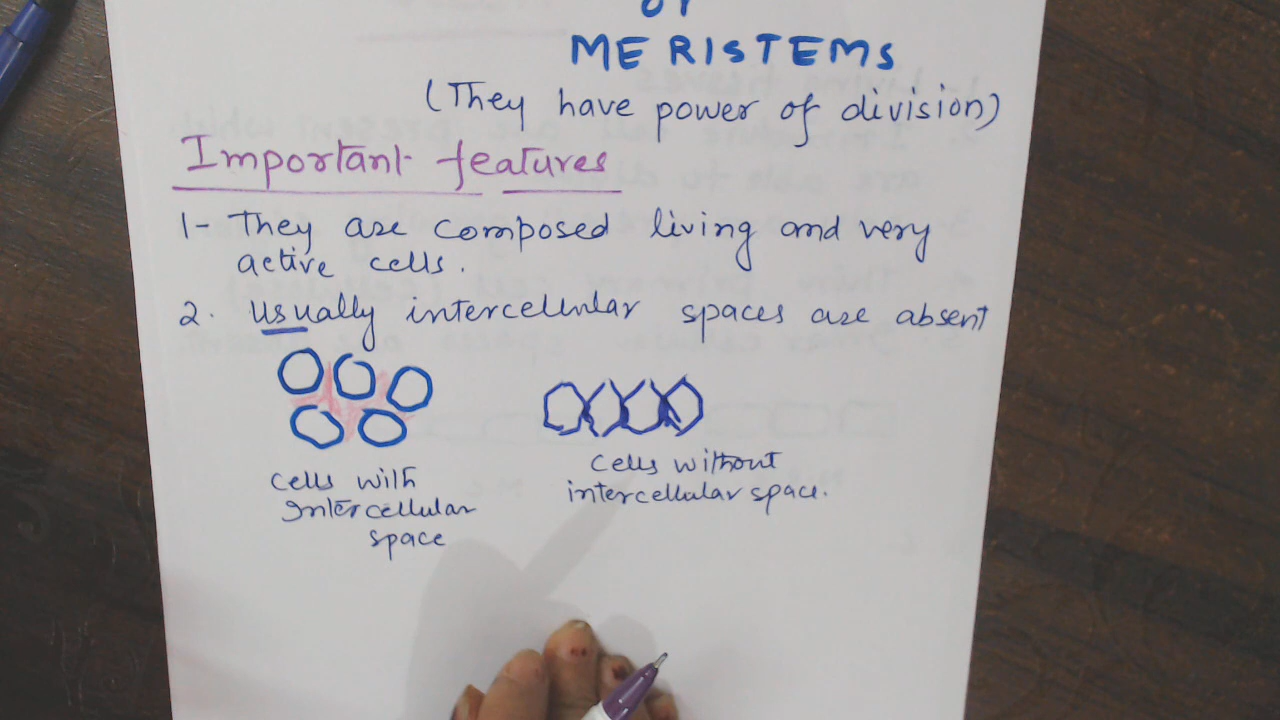 or
MERISTEMS
(They have power of division)
Important features
1- They are composed living and very
active cells.
2. Usually intercellular spaces are absent
Cells with
Intercellular
space
Cells without
intercellular space.